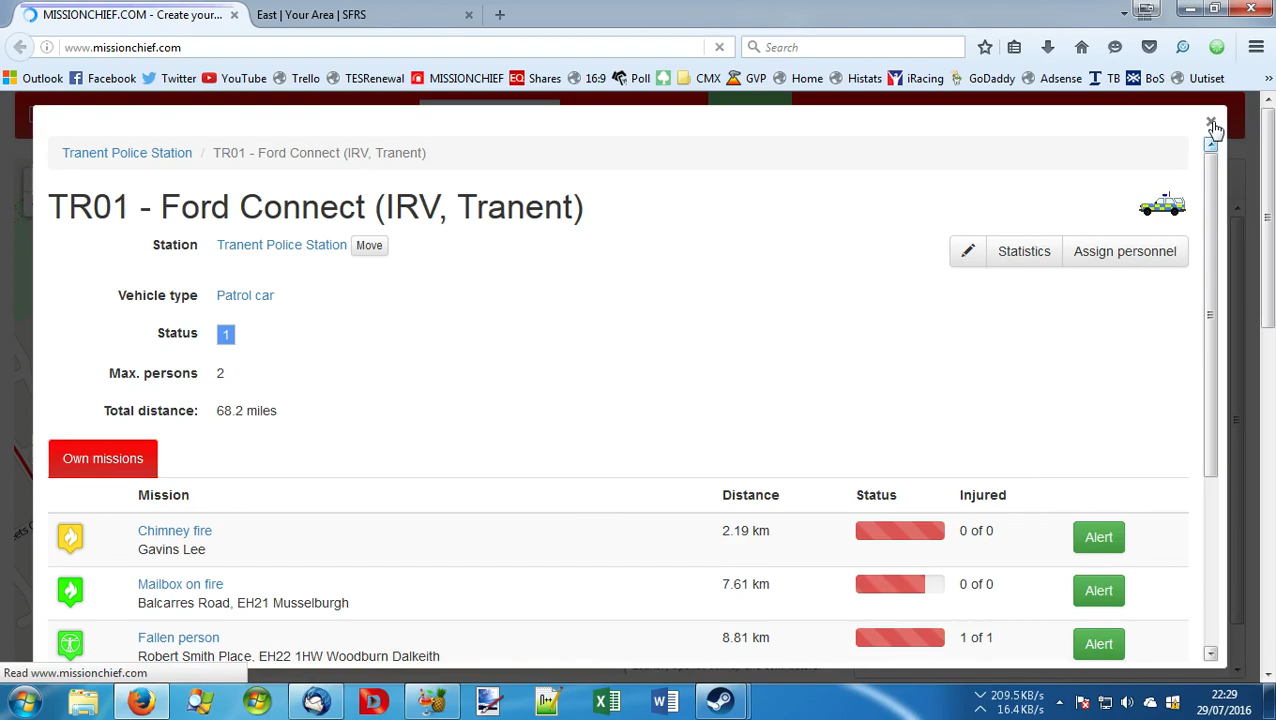 MISSIONCHIEF.COM - Create your...
East | Your Area | SFRS
www.missionchief.com
Search
Outlook Facebook Twitter YouTube Trello TESRenewal MISSIONCHIEF Shares 16:9 Poll CMX GVP Home Histats iRacing GoDaddy Adsense TB BoS Uutiset
Tranent Police Station / TR01 - Ford Connect (IRV, Tranent)
TR01 - Ford Connect (IRV, Tranent)
Station Tranent Police Station Move
Statistics Assign personnel
Vehicle type Patrol car
Status 1
Max. persons 2
Total distance: 68.2 miles
Own missions
Mission Distance Status Injured
Chimney fire 2.19 km 0 of 0 Alert
Gavins Lee
Mailbox on fire 7.61 km 0 of 0 Alert
Balcarres Road, EH21 Musselburgh
Fallen person 8.81 km 1 of 1 Alert
Robert Smith Place, EH22 1HW Woodburn Dalkeith
Read www.missionchief.com
209.5KB/s 22:29
16.4KB/s 29/07/2016